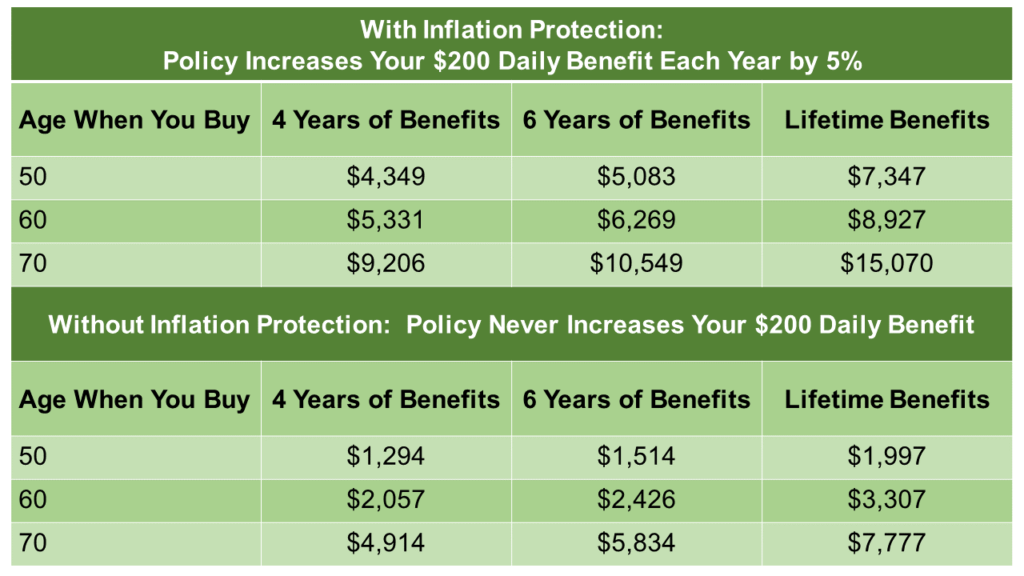 With Inflation Protection:
Policy Increases Your $200 Daily Benefit Each Year by 5%
Age When You Buy 4 Years of Benefits 6 Years of Benefits Lifetime Benefits
50 $4,349 $5,083 $7,347
60 $5,331 $6,269 $8,927
70 $9,206 $10,549 $15,070
Without Inflation Protection: Policy Never Increases Your $200 Daily Benefit
Age When You Buy 4 Years of Benefits 6 Years of Benefits Lifetime Benefits
50 $1,294 $1,514 $1,997
60 $2,057 $2,426 $3,307
70 $4,914 $5,834 $7,777